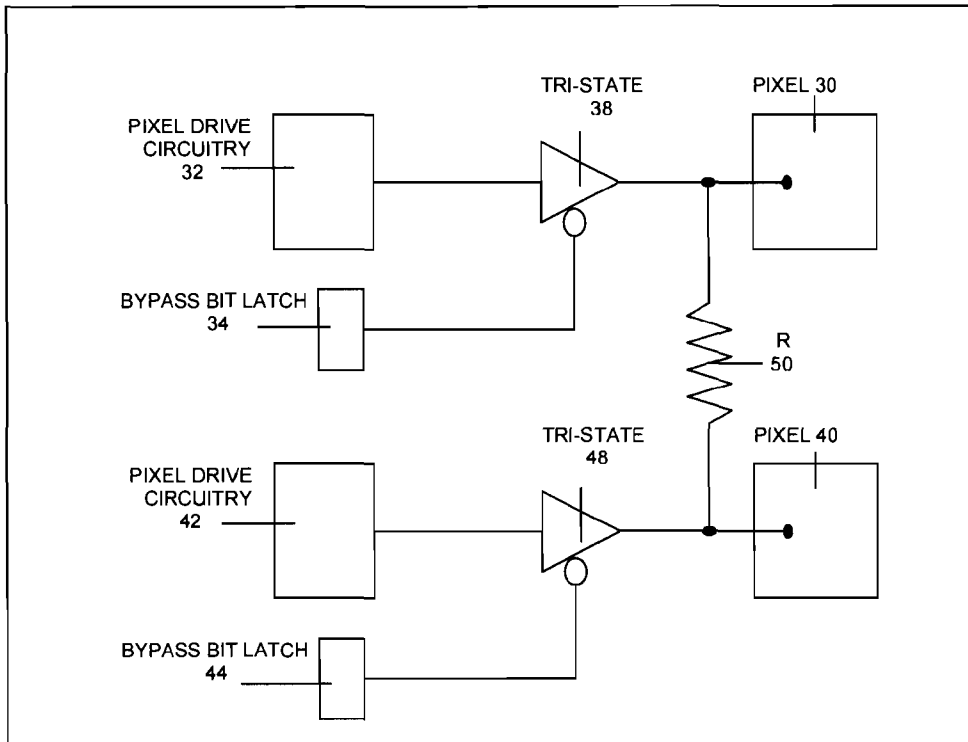 TRI-STATE
38
PIXEL 30
PIXEL DRIVE
CIRCUITRY
32
BYPASS BIT LATCH
34
R
50
TRI-STATE
48
PIXEL 40
PIXEL DRIVE
CIRCUITRY
42
BYPASS BIT LATCH
44